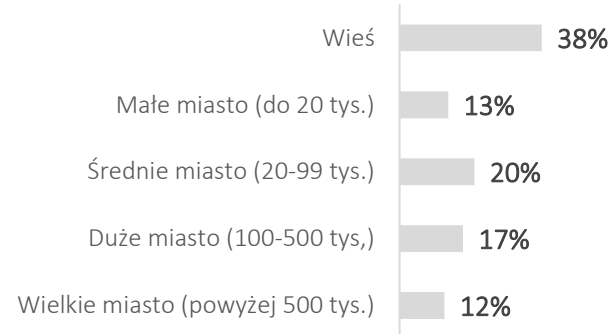 Wieś 38%
Małe miasto (do 20 tys.) 13%
Średnie miasto (20-99 tys.) 20%
Duże miasto (100-500 tys,) 17%
Wielkie miasto (powyżej 500 tys.) 12%